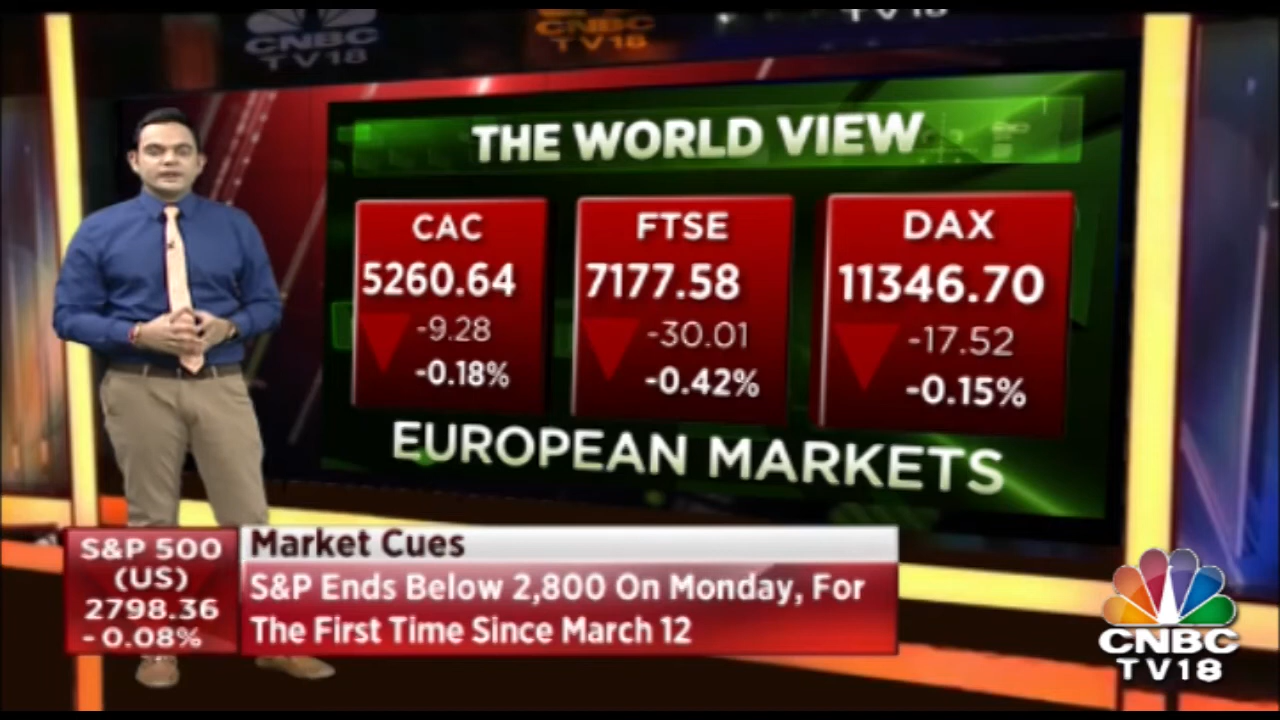 CNBC
TV18
CNBC
TV18
TV18
THE WORLD VIEW
CAC
5260.64
-9.28
-0.18%
FTSE
7177.58
-30.01
-0.42%
DAX
11346.70
-17.52
-0.15%
EUROPEAN MARKETS
S&P 500
(US)
2798.36
-0.08%
Market Cues
S&P Ends Below 2,800 On Monday, For
The First Time Since March 12
CNBC
TV18